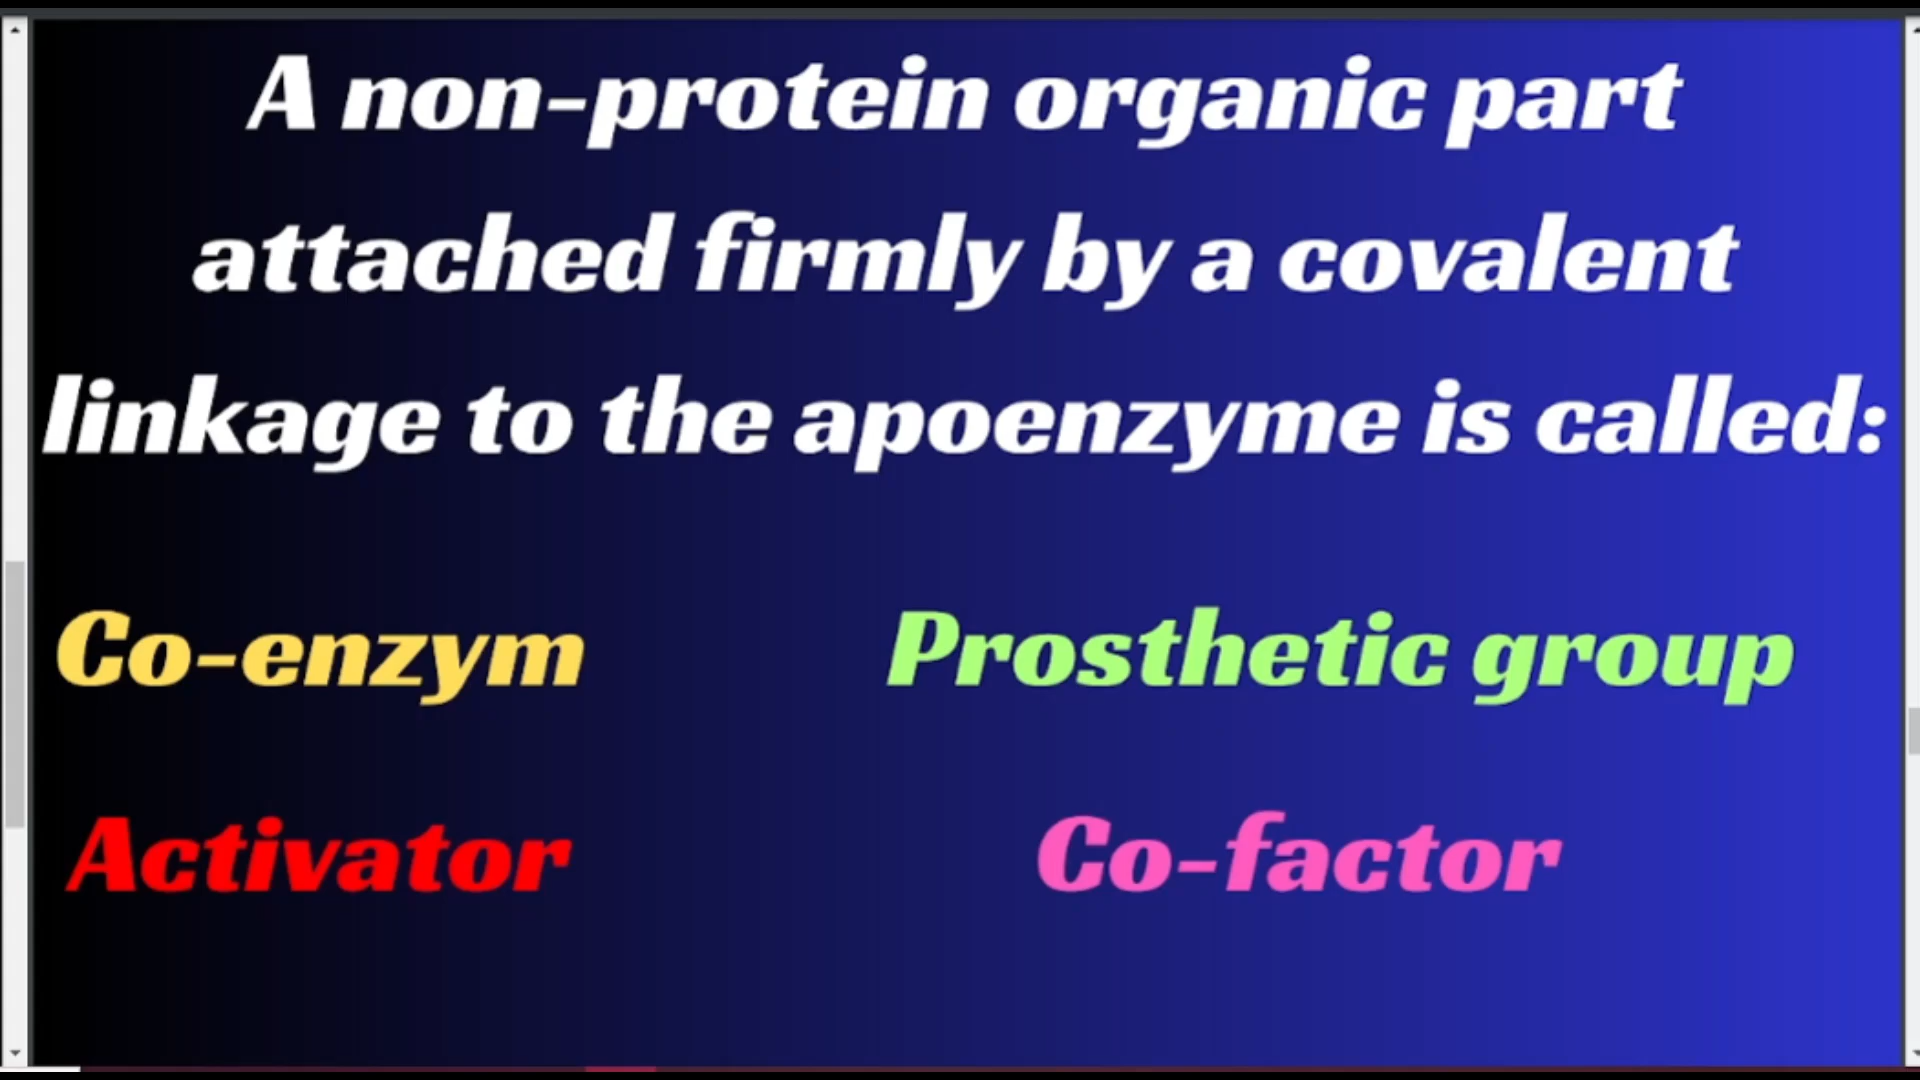 A non-protein organic part
attached firmly by a covalent
linkage to the apoenzyme is called:
Co-enzym
Prosthetic group
Activator
Co-factor